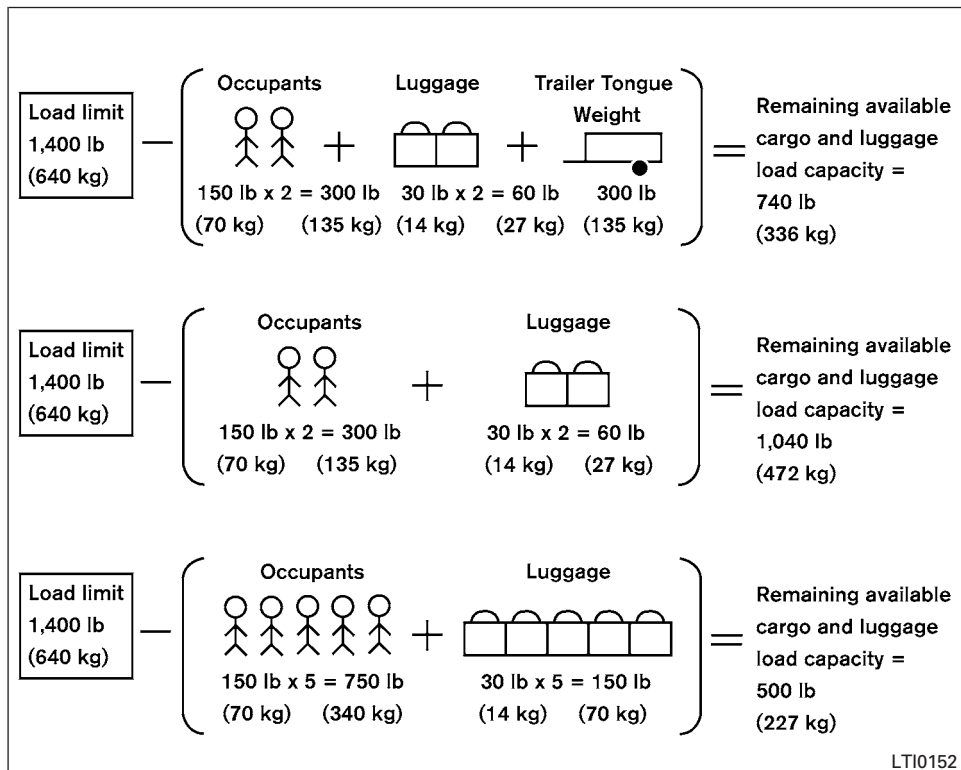 Occupants Luggage Trailer Tongue Weight
Load limit
1,400 lb
(640 kg)
—
+
+
=
150 lb x 2 = 300 lb 30 lb x 2 = 60 lb 300 lb
(70 kg) (135 kg) (14 kg) (27 kg) (135 kg)
Remaining available
cargo and luggage
load capacity =
740 lb
(336 kg)
Occupants Luggage
Load limit
1,400 lb
(640 kg)
—
+
=
150 lb x 2 = 300 lb 30 lb x 2 = 60 lb
(70 kg) (135 kg) (14 kg) (27 kg)
Remaining available
cargo and luggage
load capacity =
1,040 lb
(472 kg)
Occupants Luggage
Load limit
1,400 lb
(640 kg)
—
+
=
150 lb x 5 = 750 lb 30 lb x 5 = 150 lb
(70 kg) (340 kg) (14 kg) (70 kg)
Remaining available
cargo and luggage
load capacity =
500 lb
(227 kg)
LTI0152